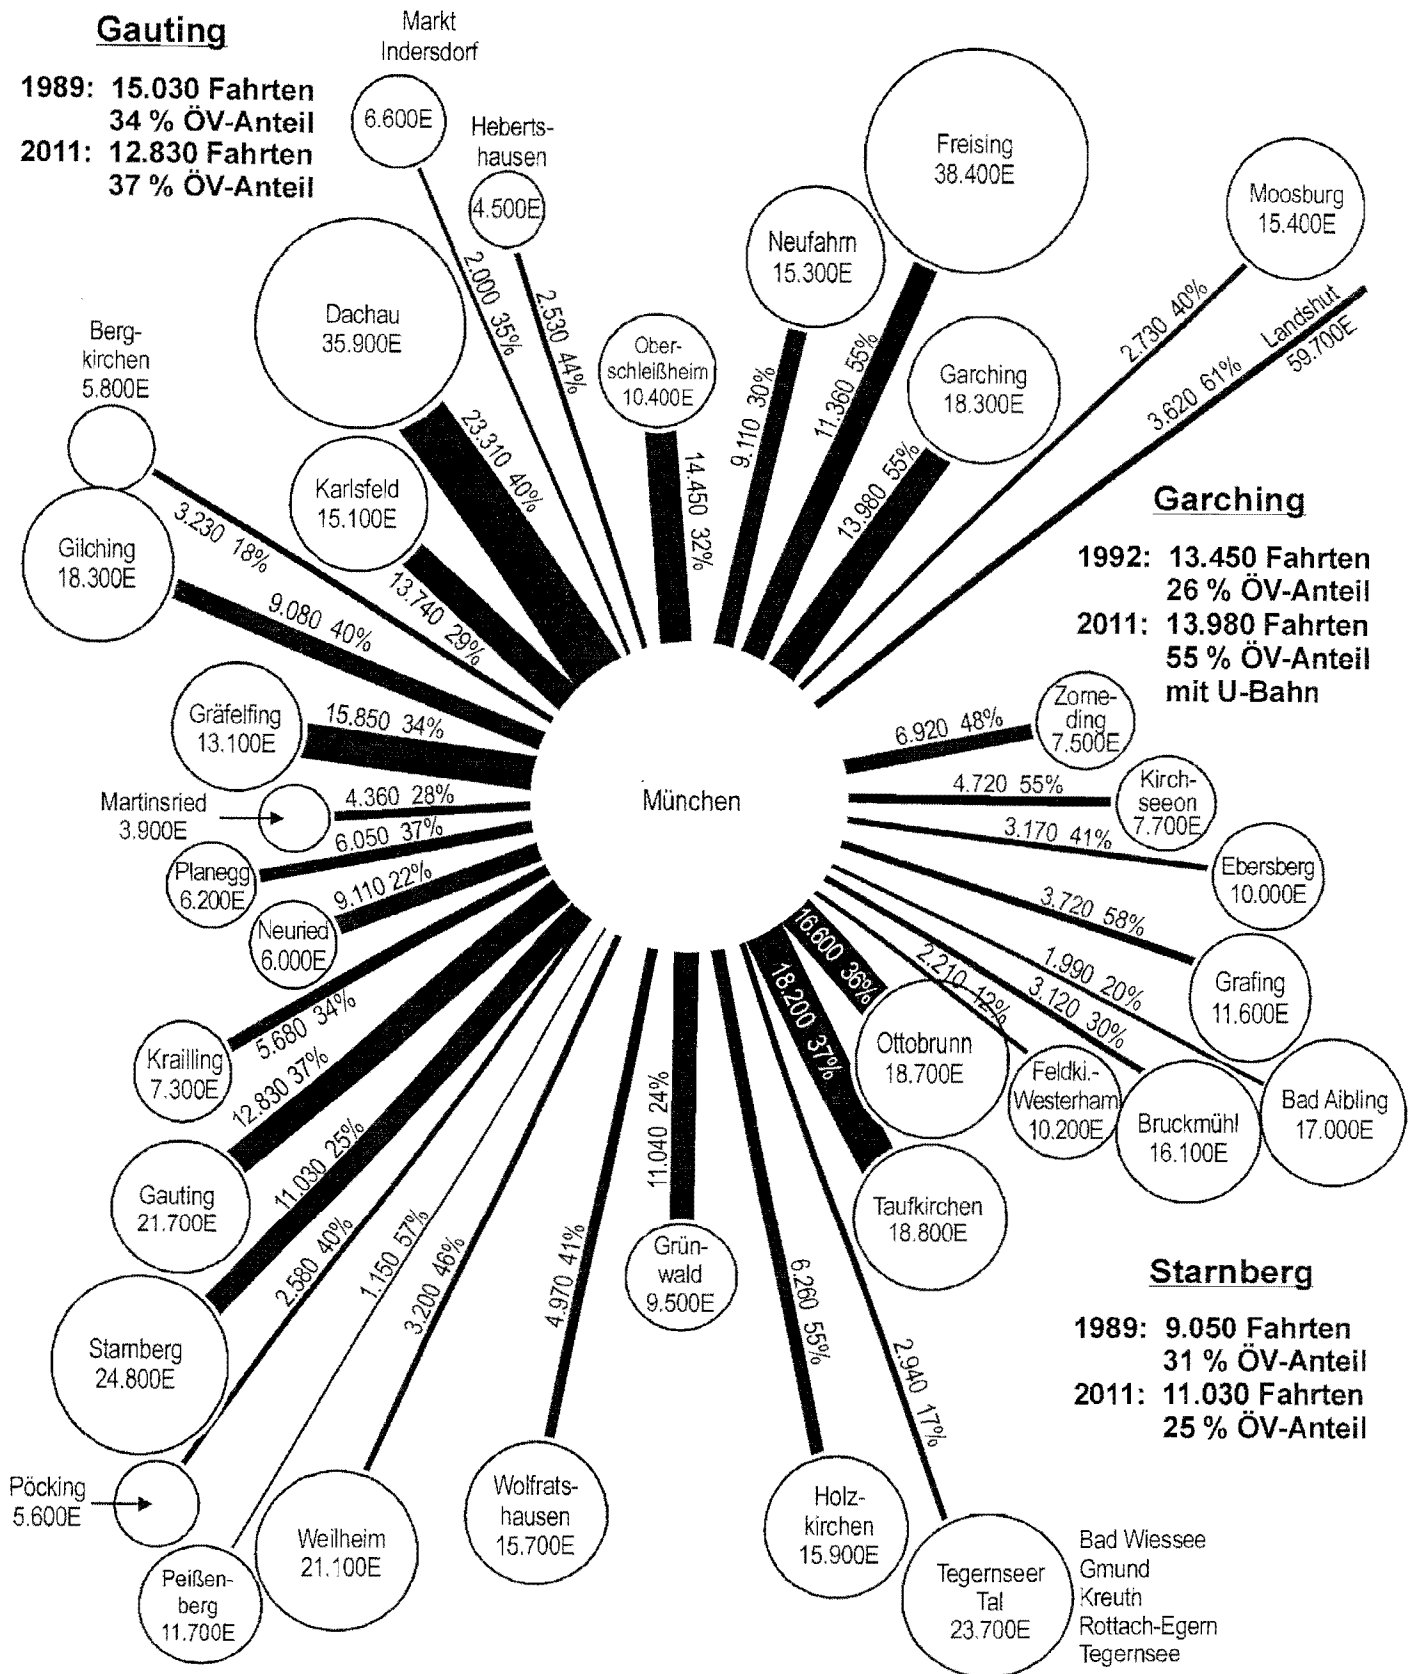 Gauting
1989: 15.030 Fahrten
34 % ÖV-Anteil
2011: 12.830 Fahrten
37 % ÖV-Anteil
Markt
Indersdorf
6.600E
Heberts-
hausen
4.500E
Freising
38.400E
Moosburg
15.400E
Neufahrn
15.300E
Dachau
35.900E
2.000 35%
2.530 44%
Ober-
schleißheim
10.400E
Garching
18.300E
2.730 40%
Landshut
59.700E
3.620 61%
Berg-
kirchen
5.800E
23.310 40%
14.450 32%
9.110 30%
11.360 55%
13.980 55%
Karlsfeld
15.100E
13.740 29%
Gilching
18.300E
3.230 18%
9.080 40%
Garching
1992: 13.450 Fahrten
26 % ÖV-Anteil
2011: 13.980 Fahrten
55 % ÖV-Anteil
mit U-Bahn
Gräfelfing
13.100E
15.850 34%
Martinsried
3.900E
4.360 28%
Planegg
6.200E
6.050 37%
Neuried
6.000E
9.110 22%
München
6.920 48%
Zorne-
ding
7.500E
4.720 55%
Kirch-
seeon
7.700E
3.170 41%
Ebersberg
10.000E
3.720 58%
Grafing
11.600E
1.990 20%
Bad Aibling
17.000E
3.120 30%
Bruckmühl
16.100E
2.210 12%
Feldki.-
Westerham
10.200E
16.600 36%
Ottobrunn
18.700E
18.200 37%
Taufkirchen
18.800E
Krailling
7.300E
5.680 34%
Gauting
21.700E
12.830 37%
Starnberg
24.800E
11.030 25%
Pöcking
5.600E
2.580 40%
Peißen-
berg
11.700E
1.150 57%
Weilheim
21.100E
3.200 46%
Wolfrats-
hausen
15.700E
4.970 41%
Grün-
wald
9.500E
11.040 24%
Holz-
kirchen
15.900E
6.260 55%
Tegernseer
Tal
23.700E
2.940 17%
Bad Wiessee
Gmund
Kreuth
Rottach-Egern
Tegernsee
Starnberg
1989: 9.050 Fahrten
31 % ÖV-Anteil
2011: 11.030 Fahrten
25 % ÖV-Anteil